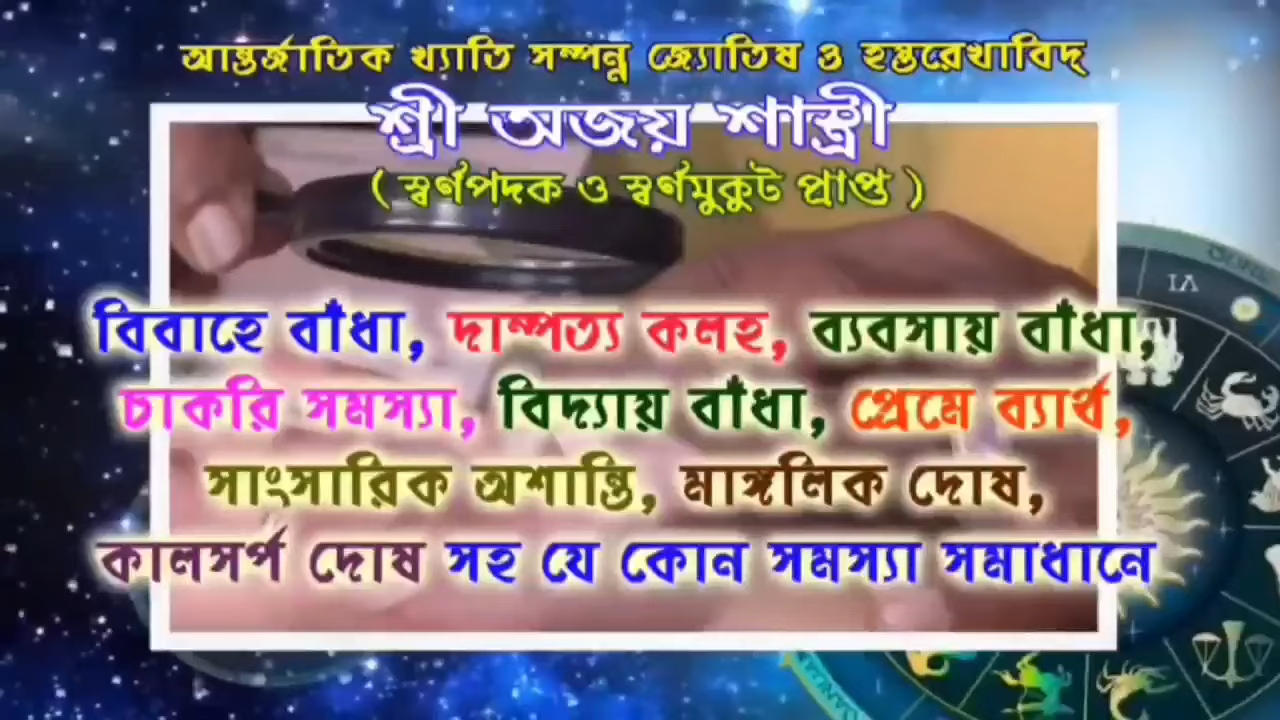 আন্তর্জাতিক খ্যাতি সম্পন্ন জ্যোতিষ ও হস্তরেখাবিদ
শ্রী অজয় শাস্ত্রী
( স্বর্ণপদক ও স্বর্ণমুকুট প্রাপ্ত )
বিবাহে বাঁধা, দাম্পত্য কলহ, ব্যবসায় বাঁধা,
চাকরি সমস্যা, বিদ্যায় বাঁধা, প্রেমে ব্যার্থ,
সাংসারিক অশান্তি, মাঙ্গলিক দোষ,
কালসর্প দোষ সহ যে কোন সমস্যা সমাধানে